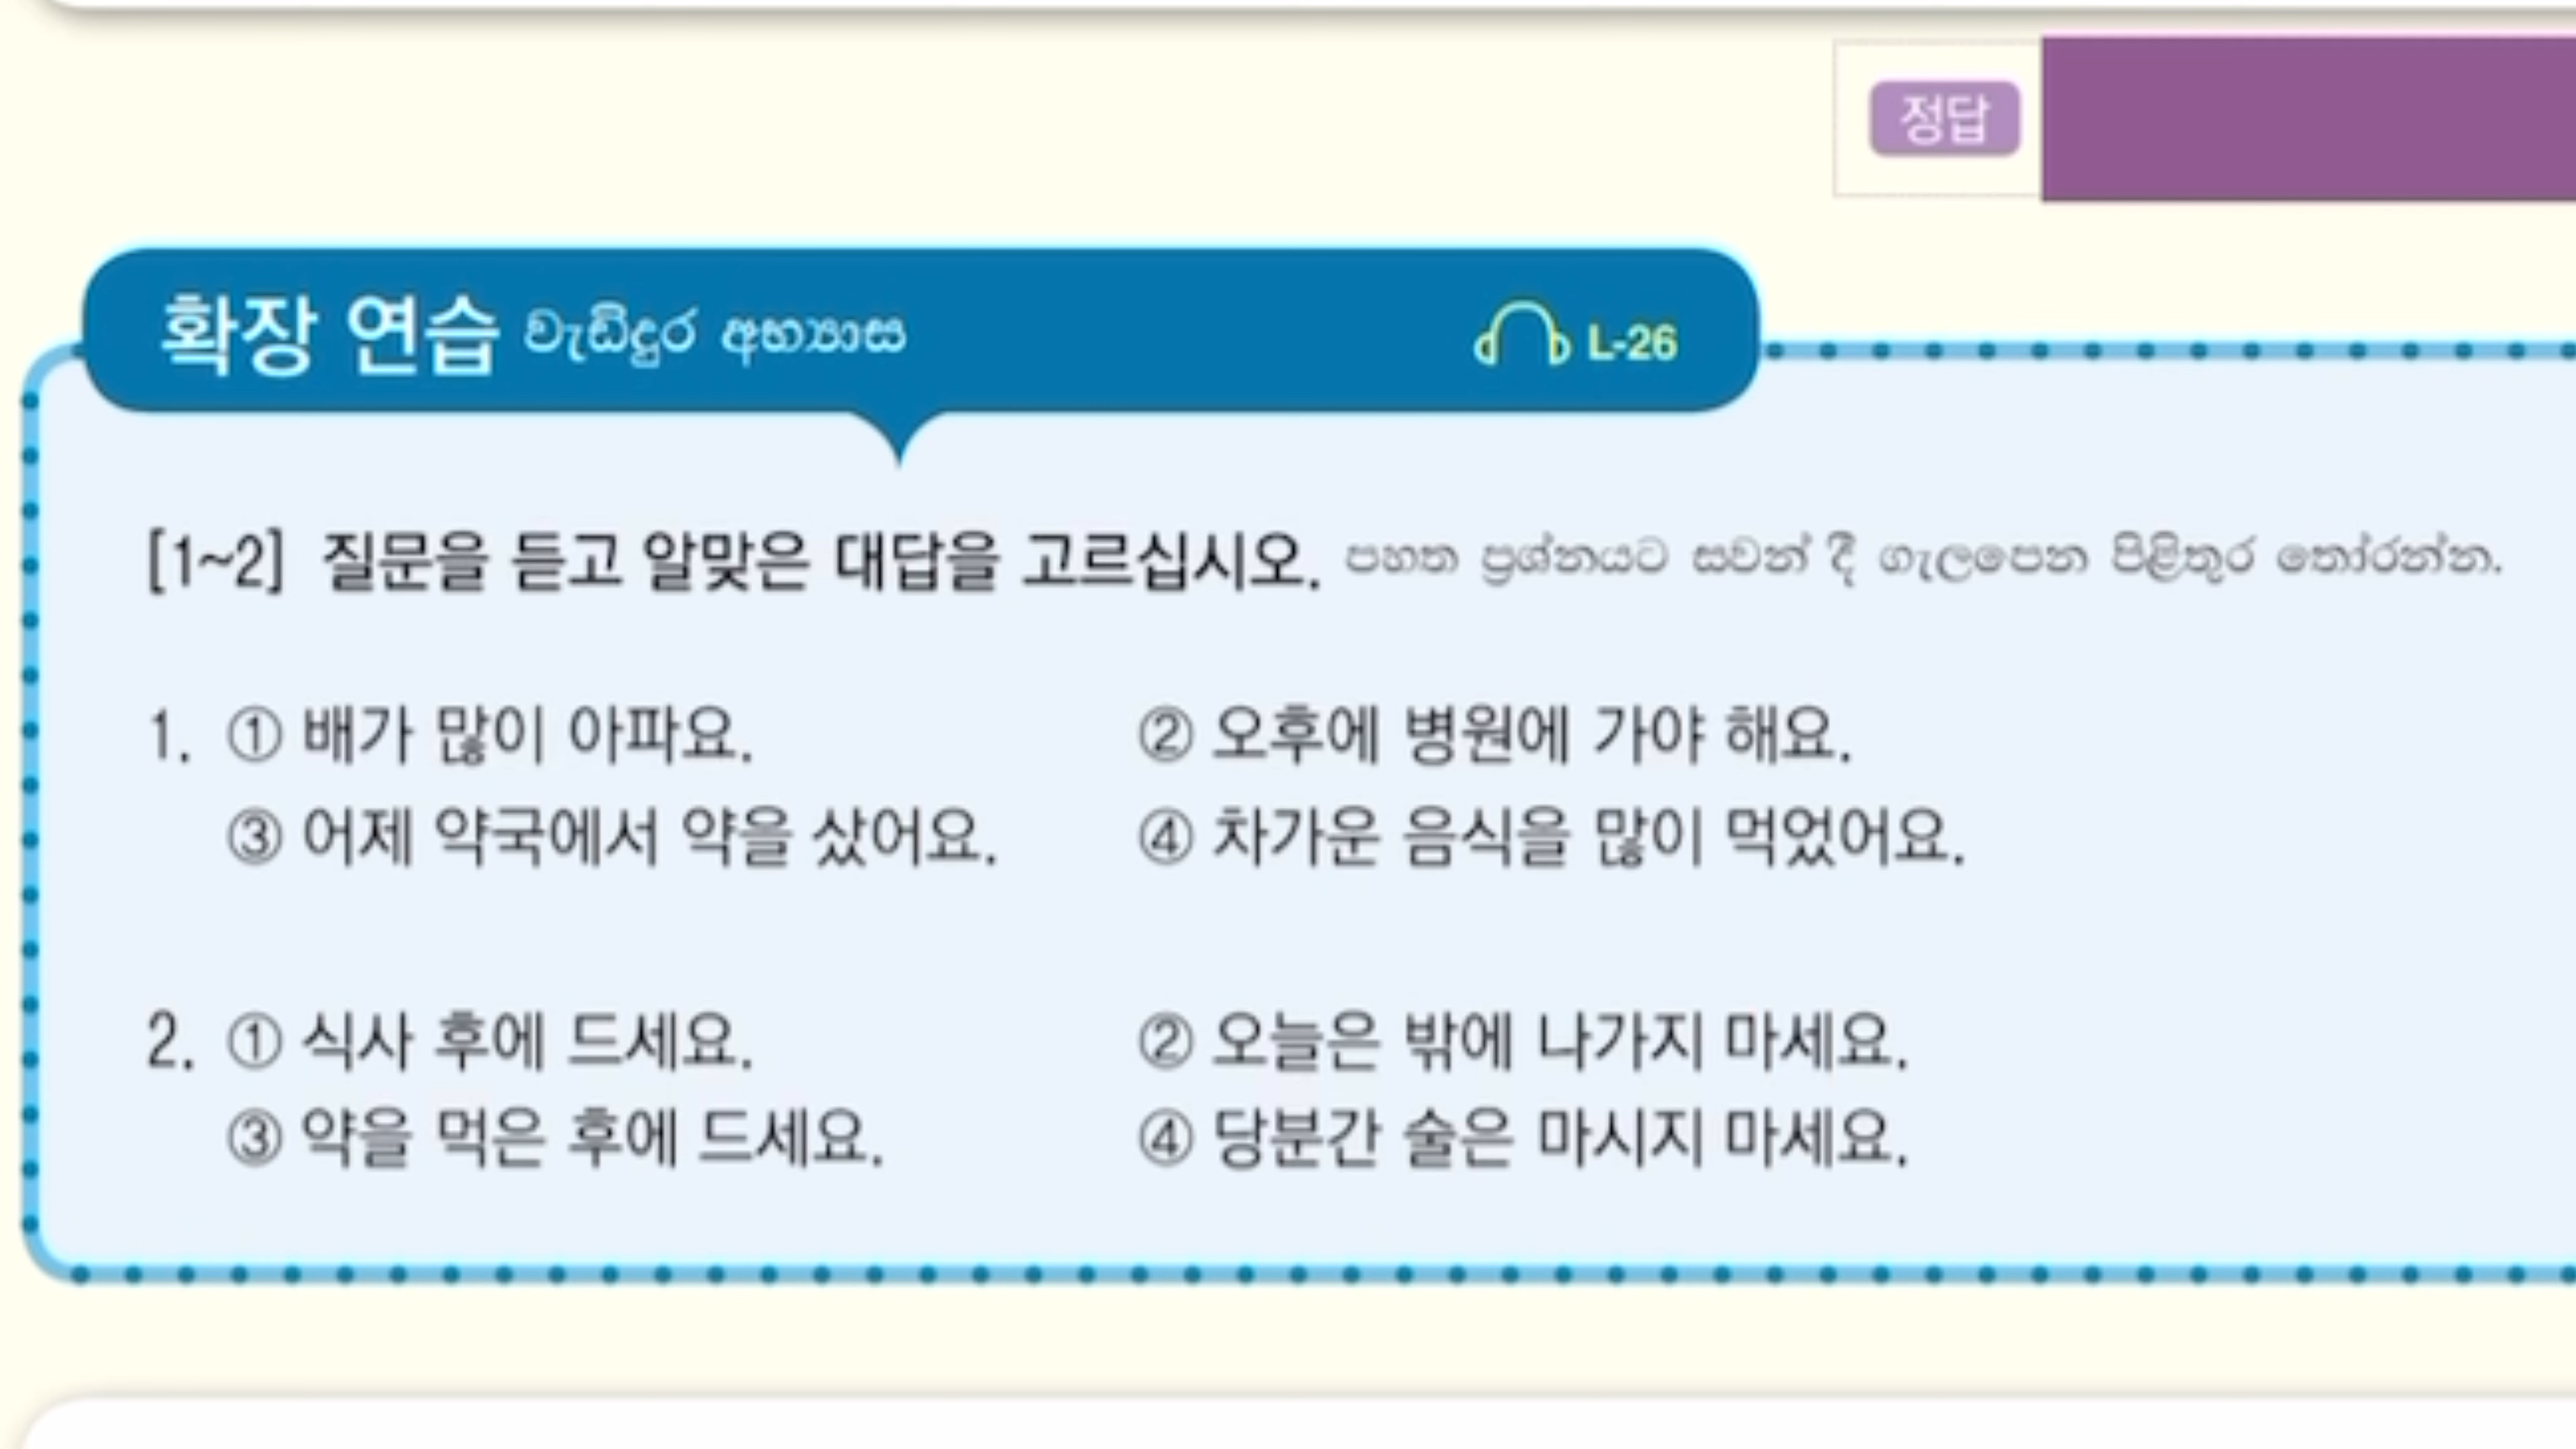 정답
확장 연습 වැඩිදුර අභ්‍යාස L-26
[1~2] 질문을 듣고 알맞은 대답을 고르십시오. පහත ප්‍රශ්නයට සවන් දී ගැලපෙන පිළිතුර තෝරන්න.
1. ① 배가 많이 아파요. ② 오후에 병원에 가야 해요.
③ 어제 약국에서 약을 샀어요. ④ 차가운 음식을 많이 먹었어요.
2. ① 식사 후에 드세요. ② 오늘은 밖에 나가지 마세요.
③ 약을 먹은 후에 드세요. ④ 당분간 술은 마시지 마세요.